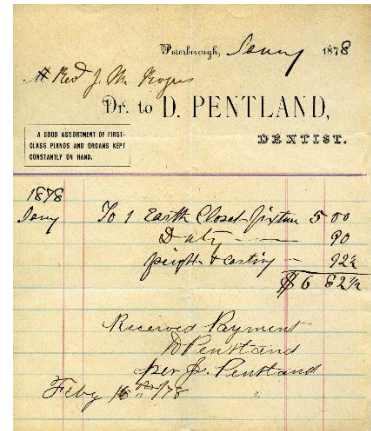 Peterborough, Jany 1878
Revd J. M. Roger
Dr. to D. PENTLAND,
DENTIST.
A GOOD ASSORTMENT OF FIRST-
CLASS PIANOS AND ORGANS KEPT
CONSTANTLY ON HAND.
1878
Jany To 1 Earth Closet fixture 5 00
Duty — 90
freight & carting — 92½
$6 82½
Received Payment
D Pentland
per J. Pentland
Feby 15th /78